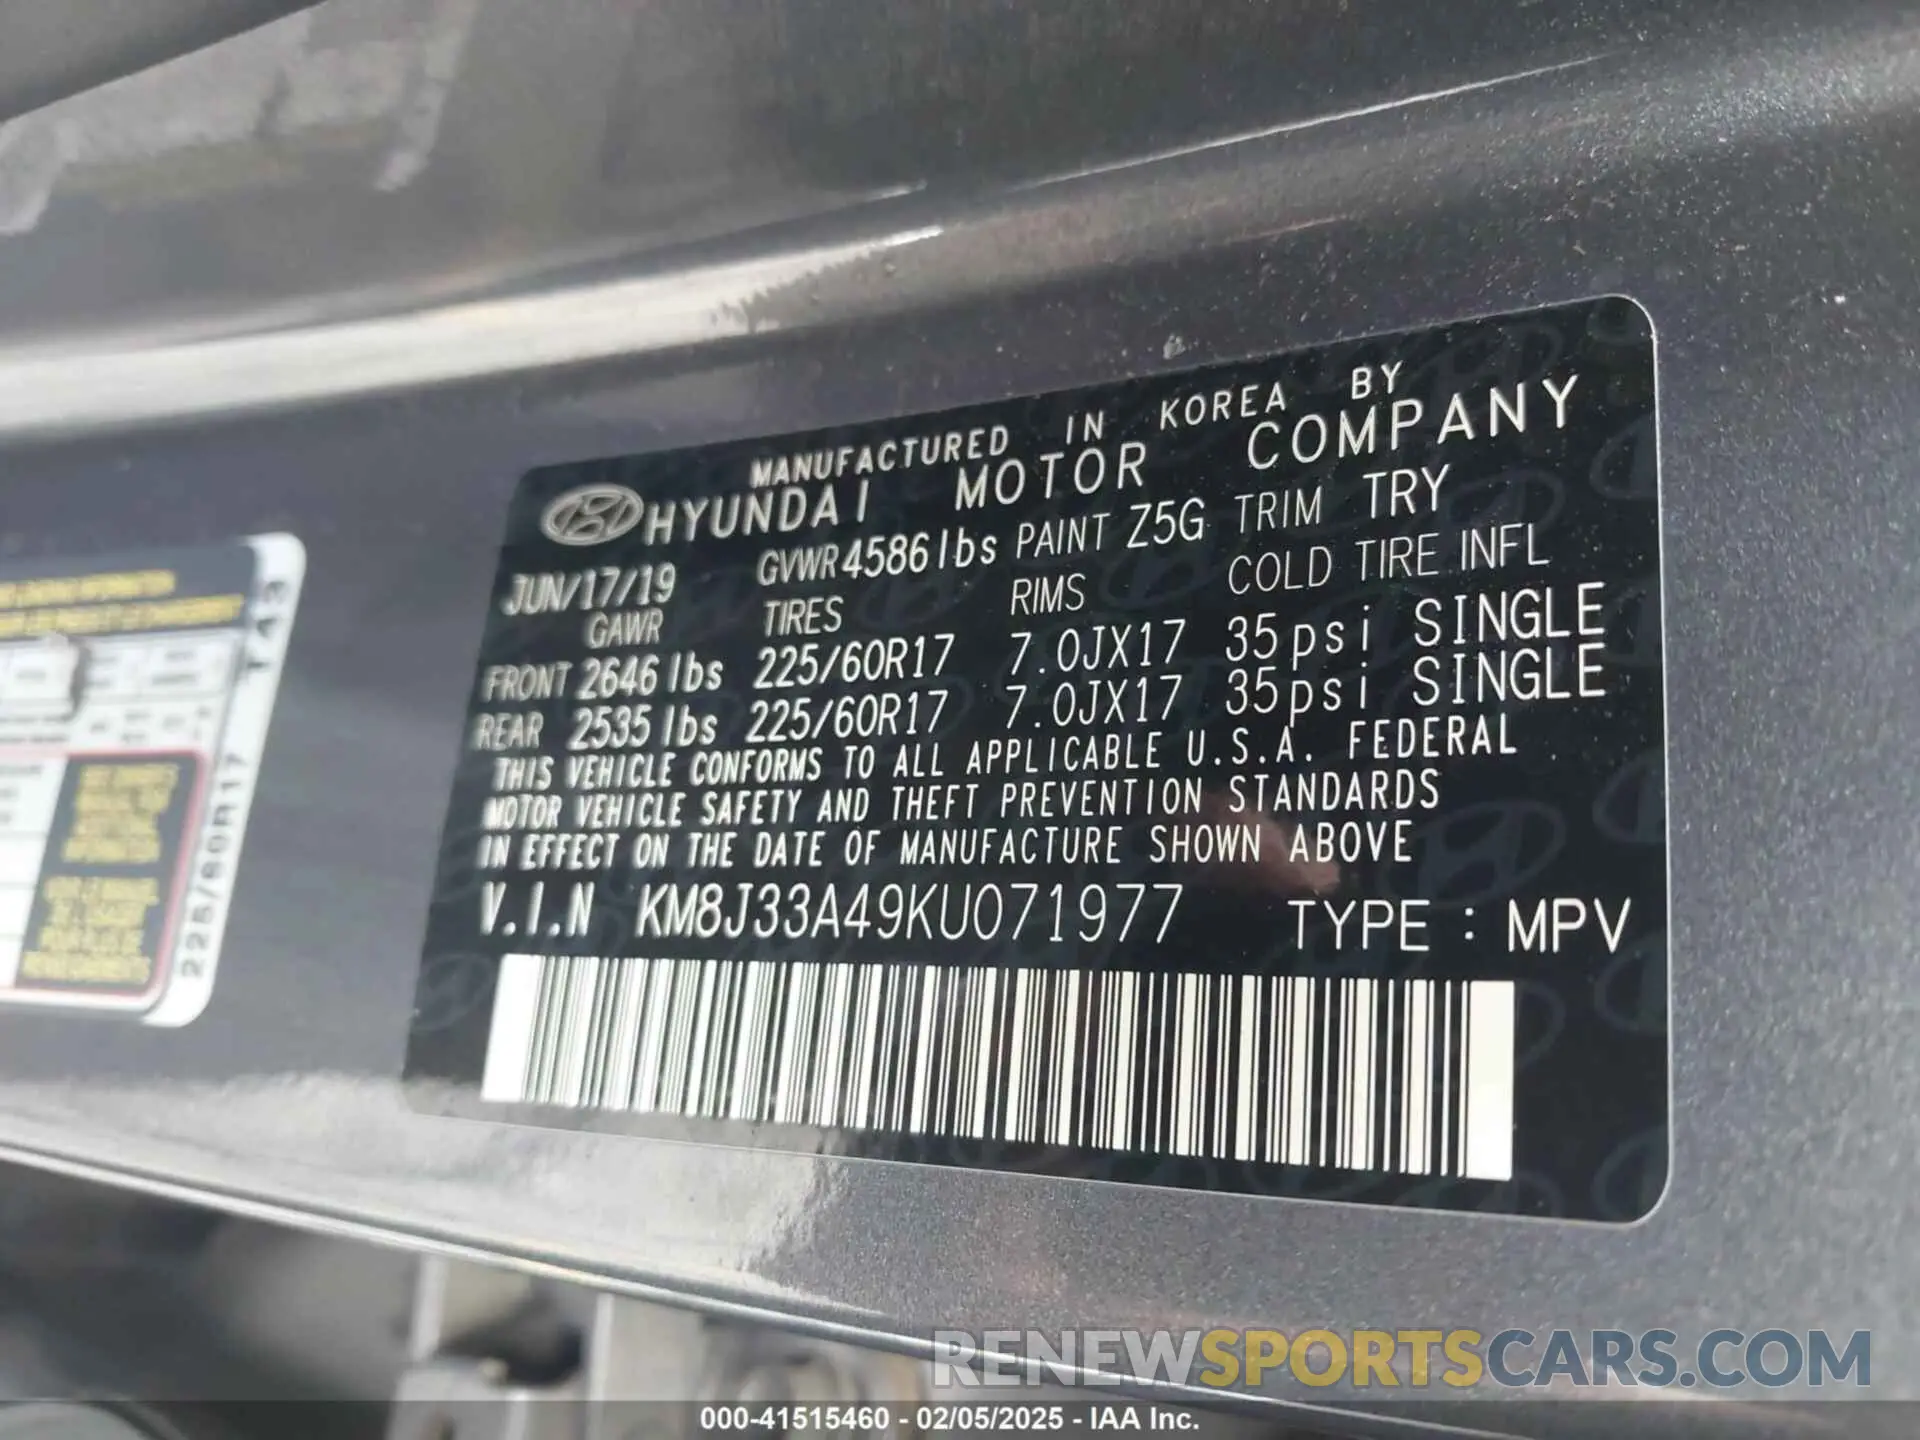 MANUFACTURED IN KOREA BY
HYUNDAI MOTOR COMPANY
JUN/17/19 GVWR 4586 lbs PAINT Z5G TRIM TRY
GAWR TIRES RIMS COLD TIRE INFL
FRONT 2646 lbs 225/60R17 7.0JX17 35psi SINGLE
REAR 2535 lbs 225/60R17 7.0JX17 35psi SINGLE
THIS VEHICLE CONFORMS TO ALL APPLICABLE U.S.A. FEDERAL
MOTOR VEHICLE SAFETY AND THEFT PREVENTION STANDARDS
IN EFFECT ON THE DATE OF MANUFACTURE SHOWN ABOVE
V.I.N KM8J33A49KU071977 TYPE : MPV
225/60R17 T43
RENEWSPORTSCARS.COM
000-41515460 - 02/05/2025 - IAA Inc.